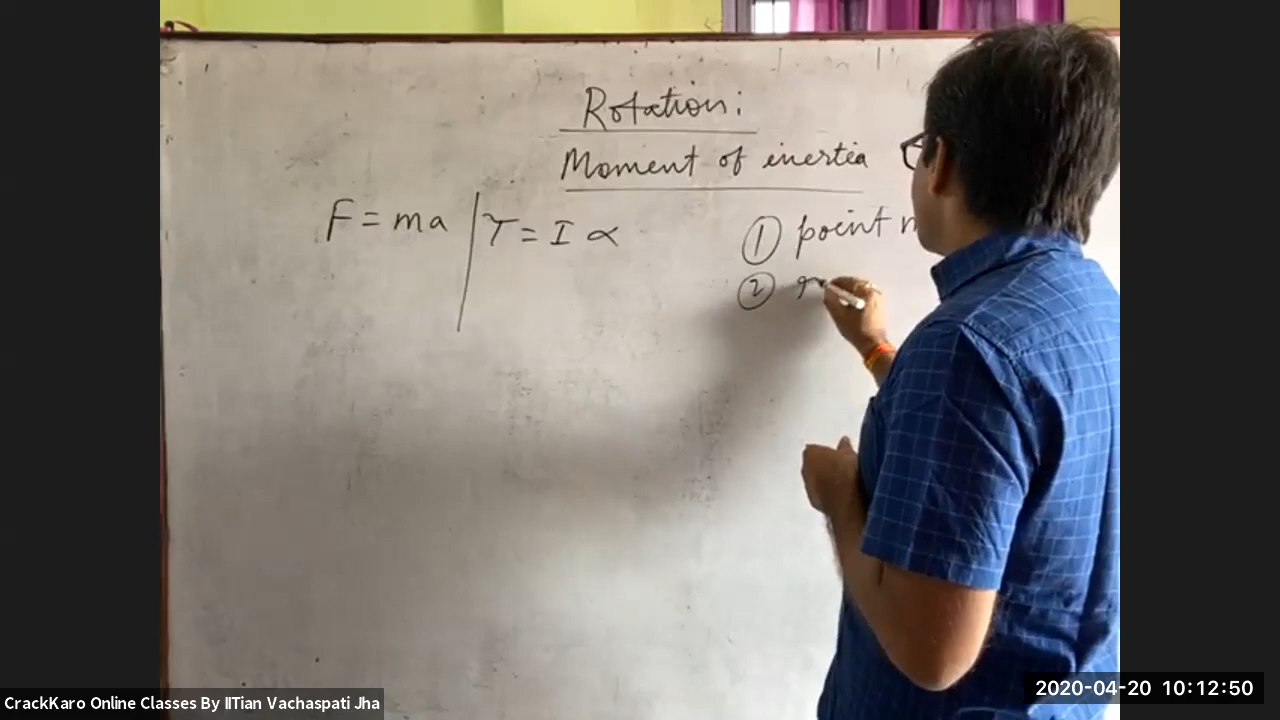 Rotation:
Moment of inertia
F = ma | τ = I α
① point
②
CrackKaro Online Classes By IITian Vachaspati Jha
2020-04-20 10:12:50